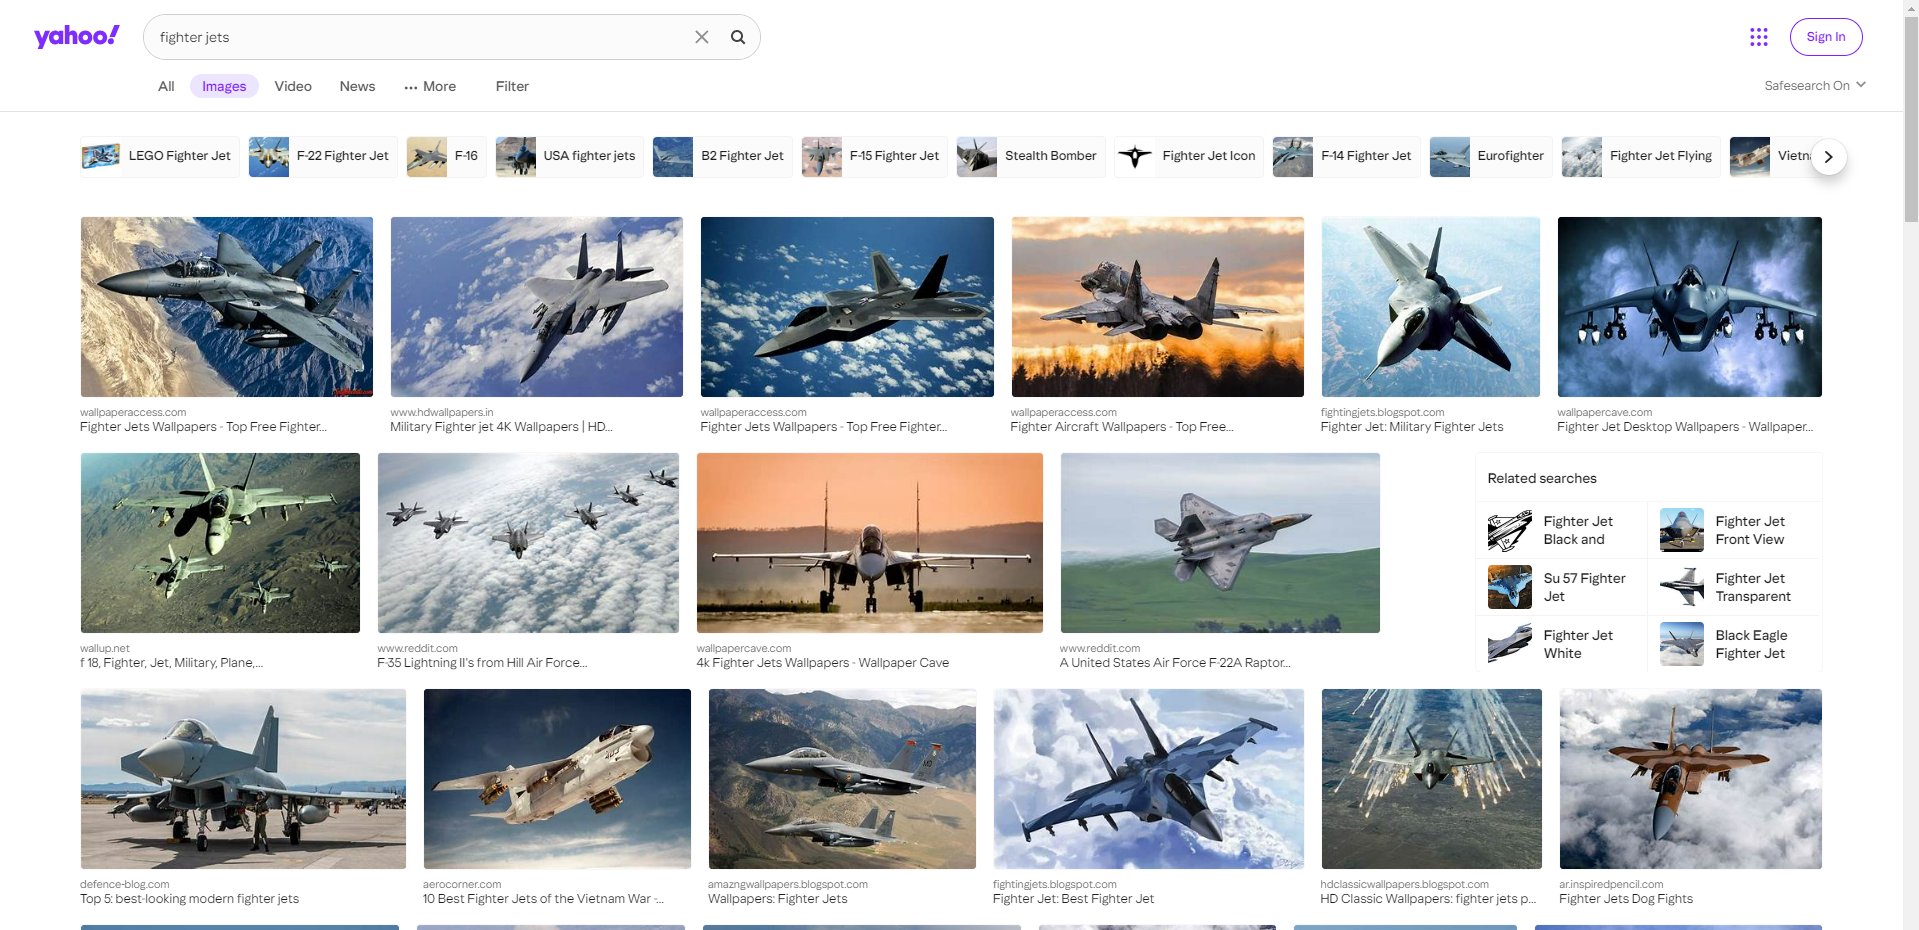 yahoo!
fighter jets
Sign In
All
Images
Video
News
More
Filter
Safesearch On
LEGO Fighter Jet
F-22 Fighter Jet
F-16
USA fighter jets
B2 Fighter Jet
F-15 Fighter Jet
Stealth Bomber
Fighter Jet Icon
F-14 Fighter Jet
Eurofighter
Fighter Jet Flying
wallpaperaccess.com
Fighter Jets Wallpapers - Top Free Fighter...
www.hdwallpapers.in
Military Fighter jet 4K Wallpapers | HD...
wallpaperaccess.com
Fighter Jets Wallpapers - Top Free Fighter...
wallpaperaccess.com
Fighter Aircraft Wallpapers - Top Free...
fightingjets.blogspot.com
Fighter Jet: Military Fighter Jets
wallpapercave.com
Fighter Jet Desktop Wallpapers - Wallpaper...
wallup.net
f 18, Fighter, Jet, Military, Plane,...
www.reddit.com
F-35 Lightning II's from Hill Air Force...
wallpapercave.com
4k Fighter Jets Wallpapers - Wallpaper Cave
www.reddit.com
A United States Air Force F-22A Raptor...
Related searches
Fighter Jet
Black and
Fighter Jet
Front View
Su 57 Fighter
Jet
Fighter Jet
Transparent
Fighter Jet
White
Black Eagle
Fighter Jet
defence-blog.com
Top 5: best-looking modern fighter jets
aerocorner.com
10 Best Fighter Jets of the Vietnam War -...
amazngwallpapers.blogspot.com
Wallpapers: Fighter Jets
fightingjets.blogspot.com
Fighter Jet: Best Fighter Jet
hdclassicwallpapers.blogspot.com
HD Classic Wallpapers: fighter jets p...
ar.inspiredpencil.com
Fighter Jets Dog Fights